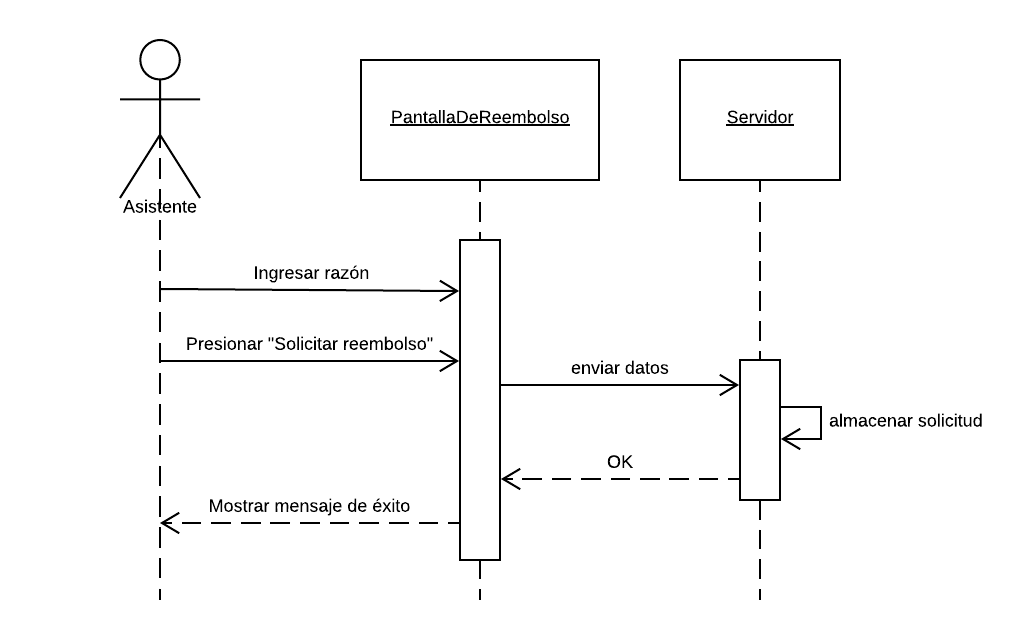 PantallaDeReembolso
Servidor
Asistente
Ingresar razón
Presionar "Solicitar reembolso"
enviar datos
almacenar solicitud
OK
Mostrar mensaje de éxito